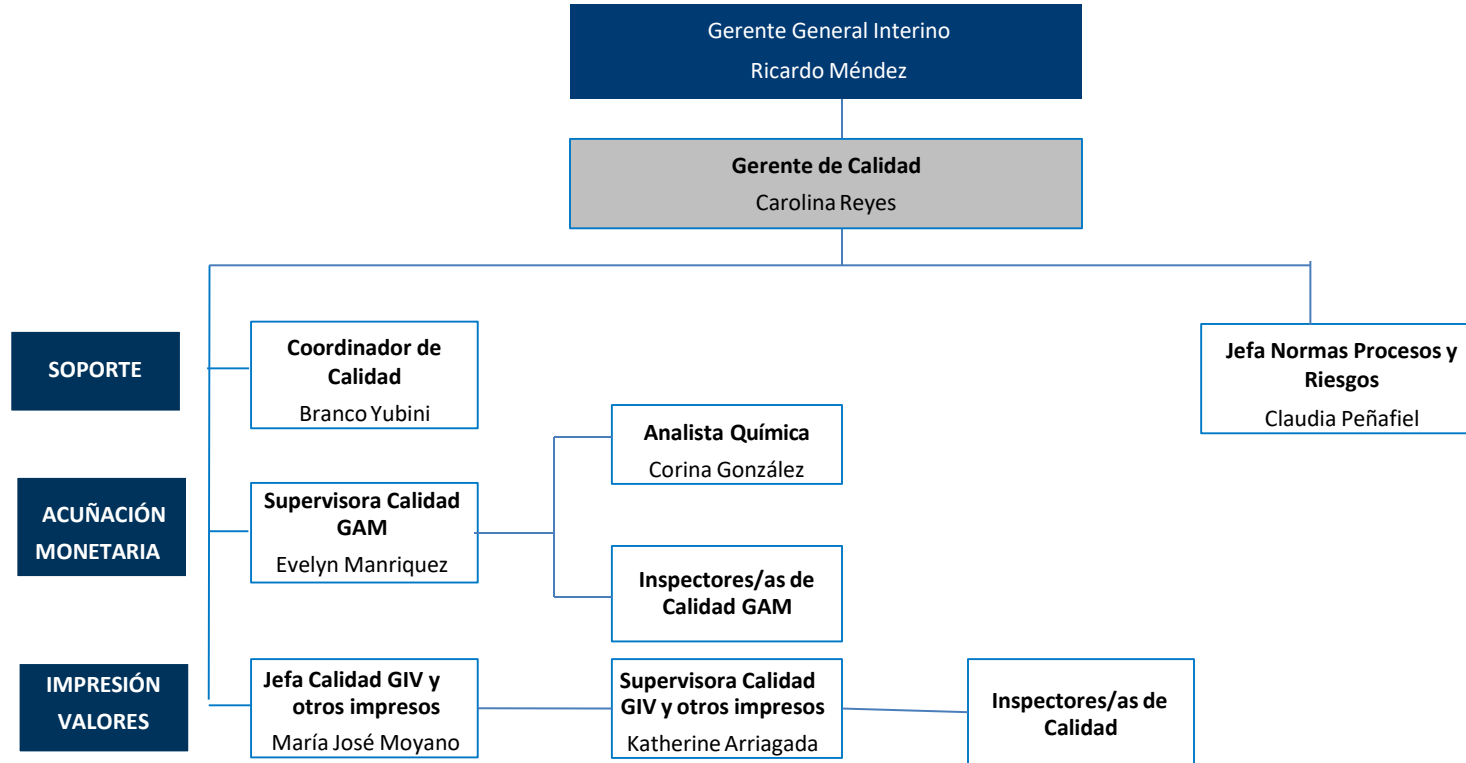 Gerente General Interino
Ricardo Méndez
Gerente de Calidad
Carolina Reyes
SOPORTE
Coordinador de
Calidad
Branco Yubini
Jefa Normas Procesos y
Riesgos
Claudia Peñafiel
Analista Química
Corina González
ACUÑACIÓN
MONETARIA
Supervisora Calidad
GAM
Evelyn Manriquez
Inspectores/as de
Calidad GAM
IMPRESIÓN
VALORES
Jefa Calidad GIV y
otros impresos
María José Moyano
Supervisora Calidad
GIV y otros impresos
Katherine Arriagada
Inspectores/as de
Calidad